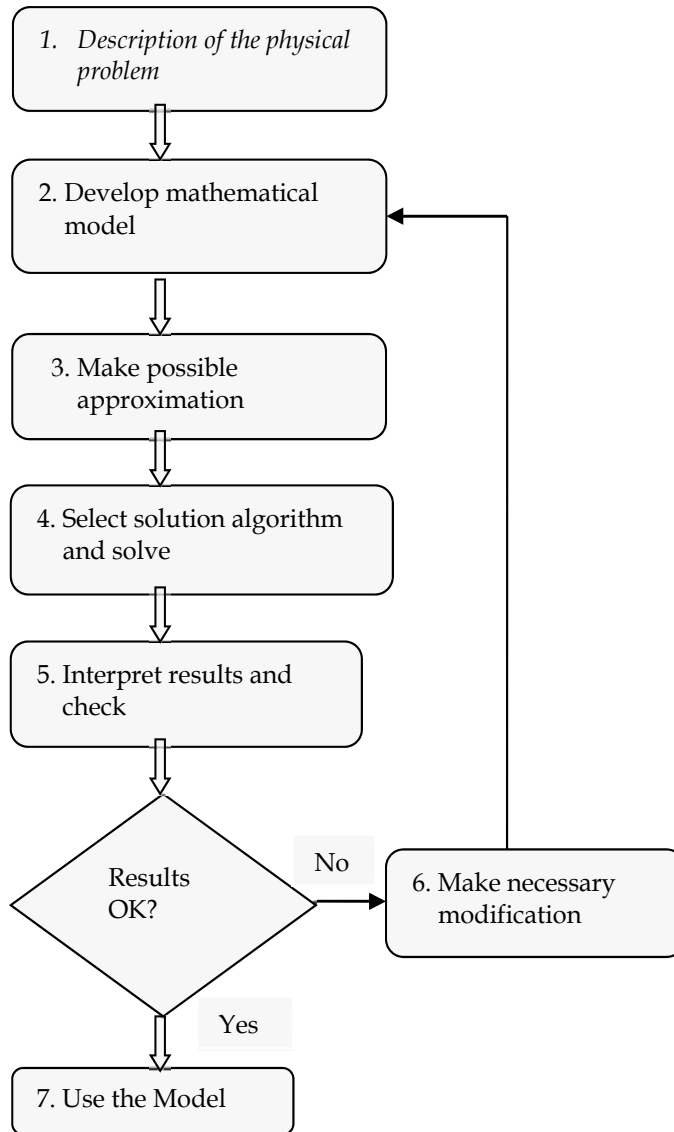 1. Description of the physical
problem
2. Develop mathematical
model
3. Make possible
approximation
4. Select solution algorithm
and solve
5. Interpret results and
check
Results
OK?
No
6. Make necessary
modification
Yes
7. Use the Model